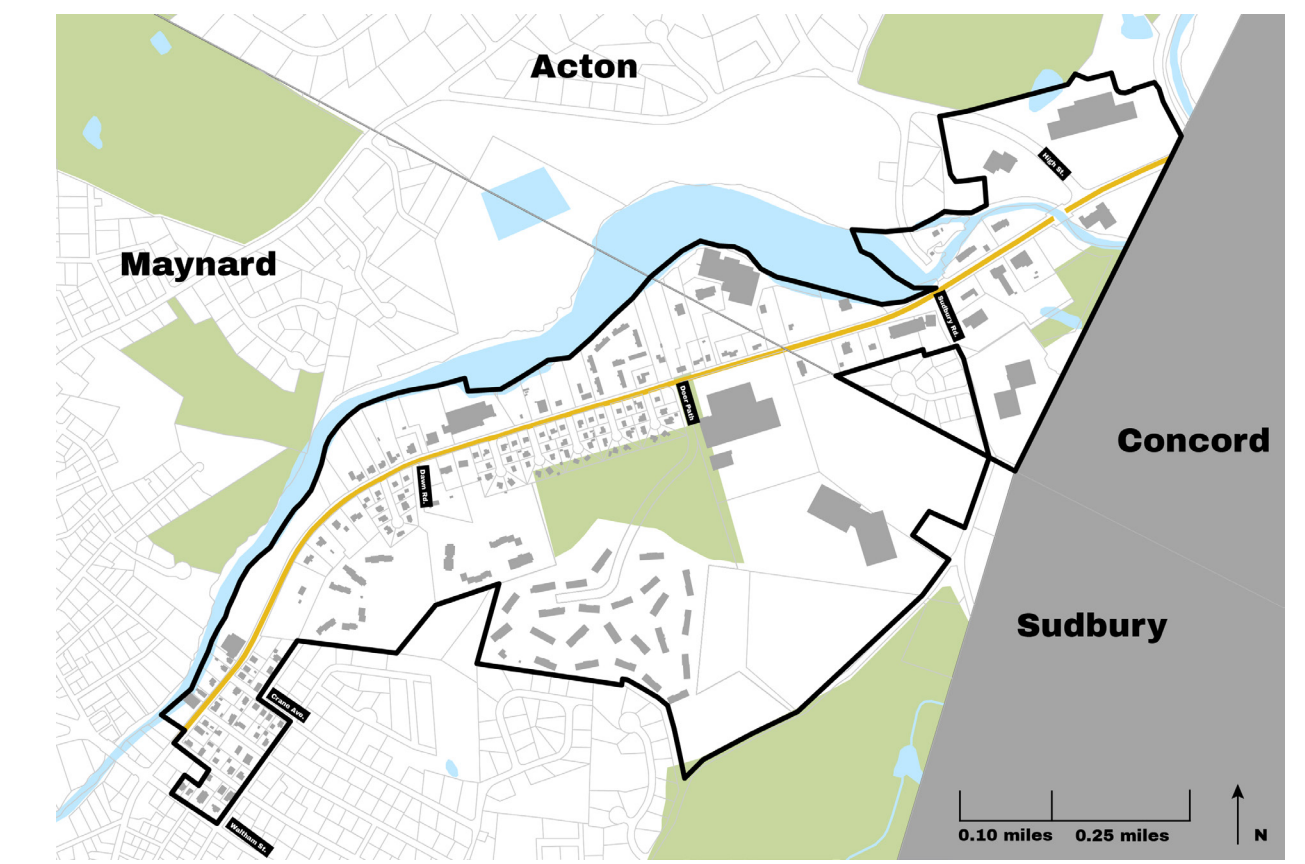 Acton
High St.
Maynard
Sudbury Rd.
Deer Path
Concord
Dawn Rd.
Sudbury
Crane Ave.
Waltham St.
0.10 miles 0.25 miles N